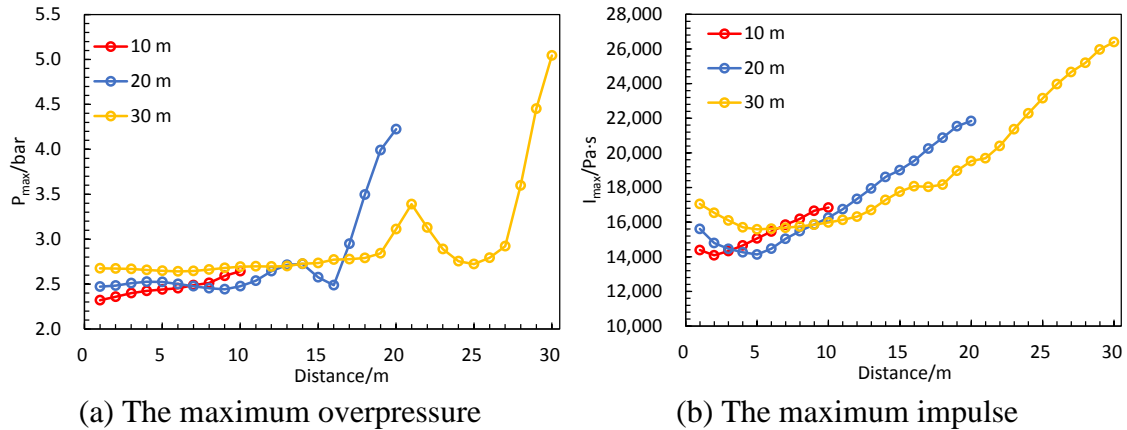 5.5
5.0
4.5
4.0
3.5
3.0
2.5
2.0
P_max/bar
10 m
20 m
30 m
0 5 10 15 20 25 30
Distance/m
(a) The maximum overpressure
28,000
26,000
24,000
22,000
20,000
18,000
16,000
14,000
12,000
10,000
I_max/Pa·s
10 m
20 m
30 m
0 5 10 15 20 25 30
Distance/m
(b) The maximum impulse